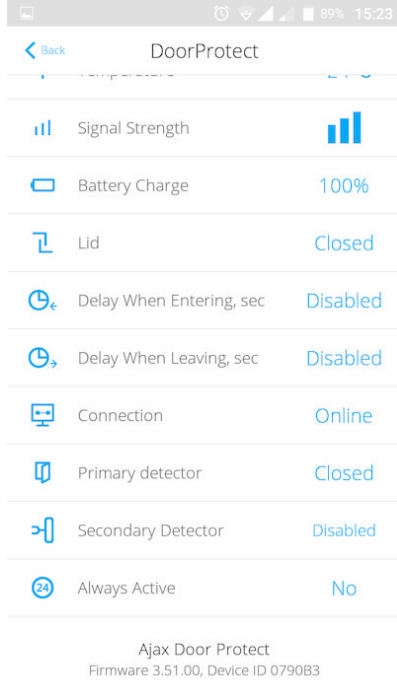 89% 15:23
Back DoorProtect
Signal Strength
Battery Charge 100%
Lid Closed
Delay When Entering, sec Disabled
Delay When Leaving, sec Disabled
Connection Online
Primary detector Closed
Secondary Detector Disabled
24 Always Active No
Ajax Door Protect
Firmware 3.51.00, Device ID 0790B3